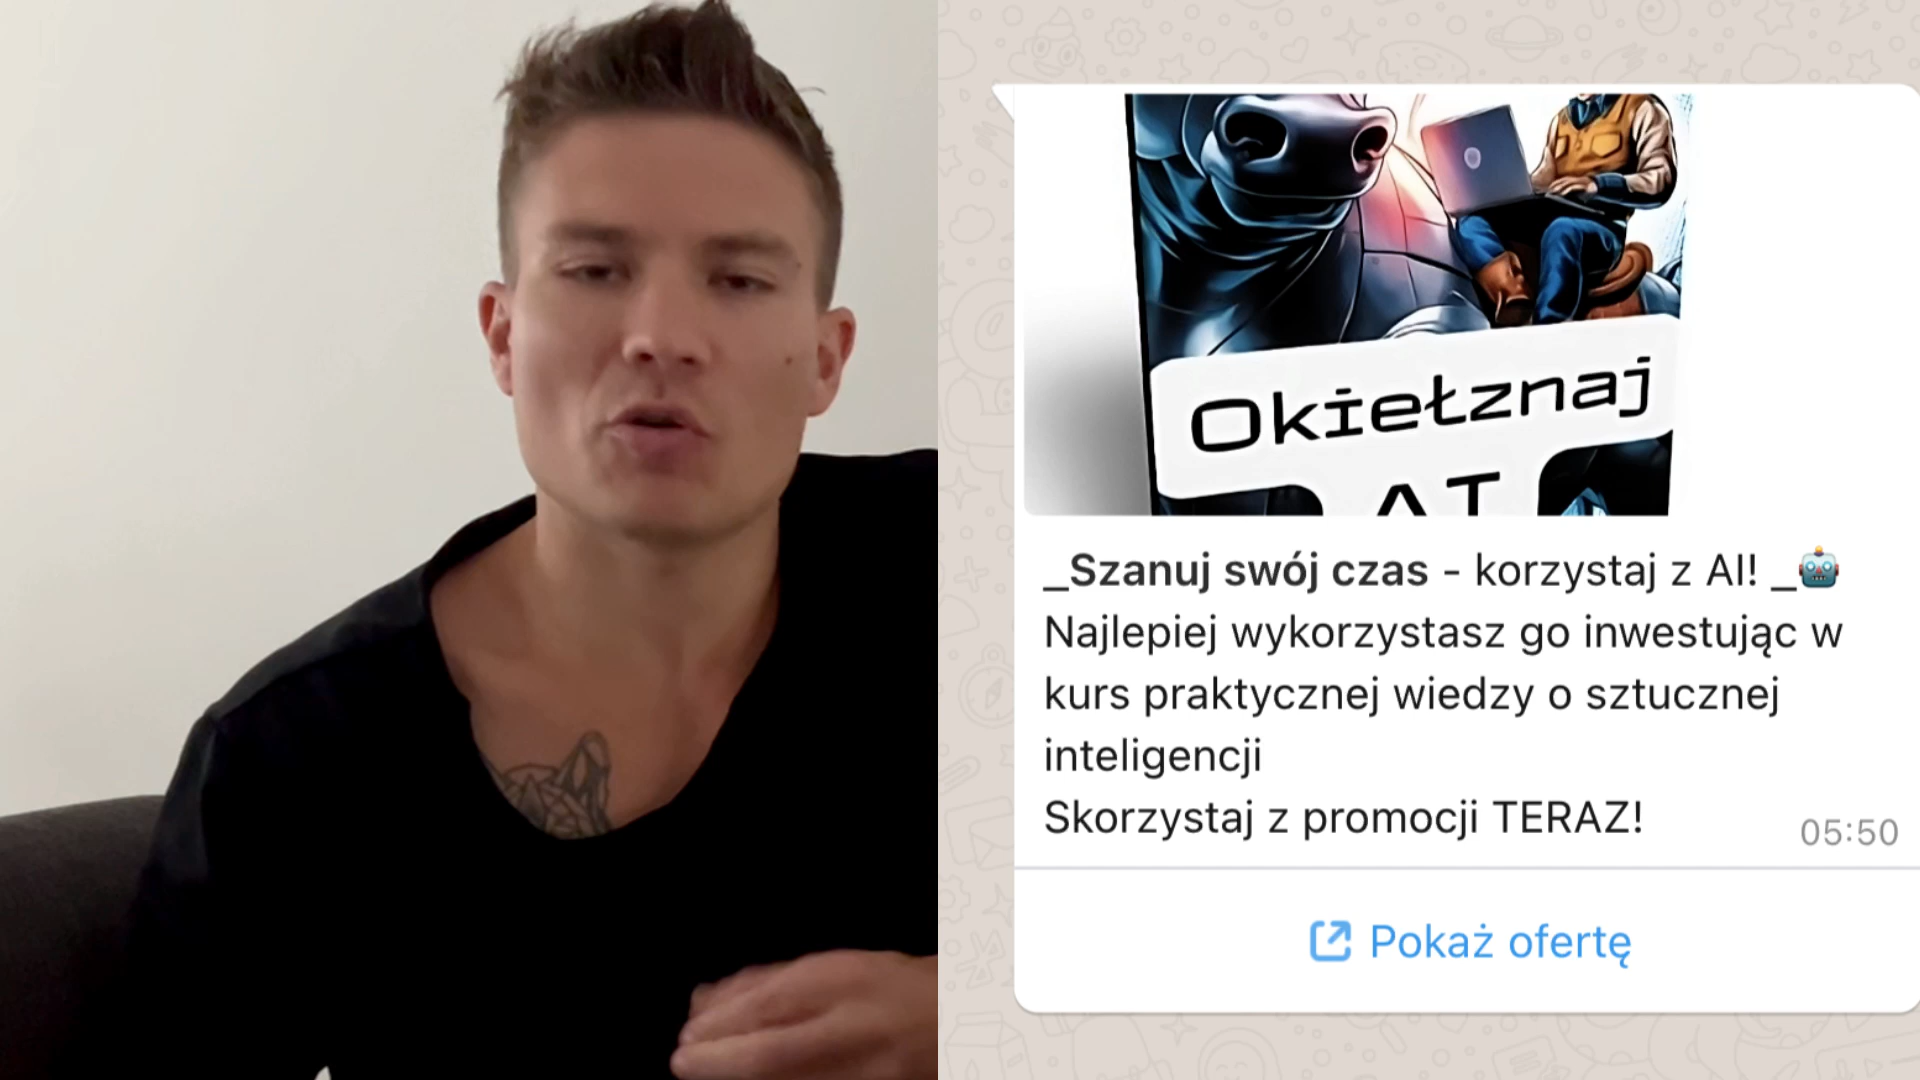 Okiełznaj
AI
_Szanuj swój czas - korzystaj z AI! _🤖
Najlepiej wykorzystasz go inwestując w
kurs praktycznej wiedzy o sztucznej
inteligencji
Skorzystaj z promocji TERAZ!
05:50
Pokaż ofertę